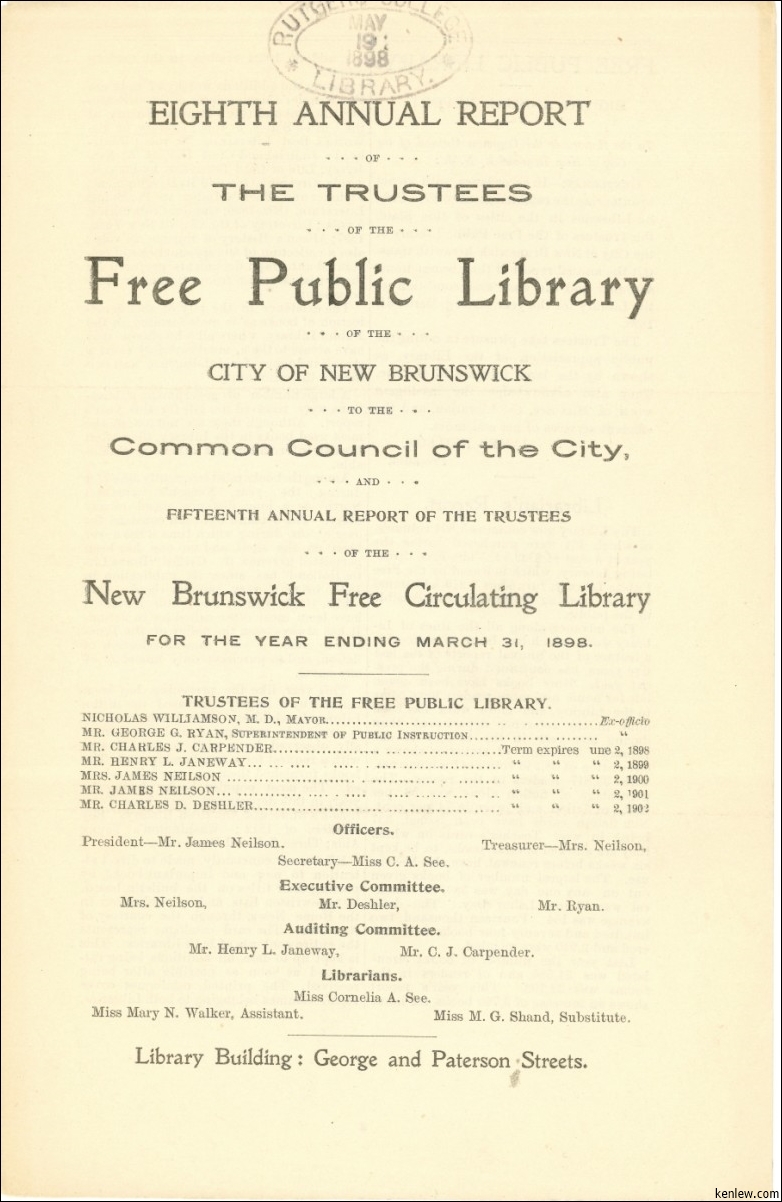 RUTGERS COLLEGE
MAY
19
1898
LIBRARY.
EIGHTH ANNUAL REPORT
- - - OF - - -
THE TRUSTEES
- - - OF THE - - -
Free Public Library
- - - OF THE - - -
CITY OF NEW BRUNSWICK
- - - TO THE - - -
Common Council of the City,
- - - AND - - -
FIFTEENTH ANNUAL REPORT OF THE TRUSTEES
- - - OF THE - - -
New Brunswick Free Circulating Library
FOR THE YEAR ENDING MARCH 31, 1898.
TRUSTEES OF THE FREE PUBLIC LIBRARY.
NICHOLAS WILLIAMSON, M. D., MAYOR........................................Ex-officio
MR. GEORGE G. RYAN, SUPERINTENDENT OF PUBLIC INSTRUCTION........................ "
MR. CHARLES J. CARPENDER........................................Term expires une 2, 1898
MR. HENRY L. JANEWAY........................................ " " " 2, 1899
MRS. JAMES NEILSON ........................................ " " " 2, 1900
MR. JAMES NEILSON........................................ " " " 2, 1901
MR. CHARLES D. DESHLER........................................ " " " 2, 1902
Officers.
President—Mr. James Neilson. Treasurer—Mrs. Neilson,
Secretary—Miss C. A. See.
Executive Committee.
Mrs. Neilson, Mr. Deshler, Mr. Ryan.
Auditing Committee.
Mr. Henry L. Janeway, Mr. C. J. Carpender.
Librarians.
Miss Cornelia A. See.
Miss Mary N. Walker, Assistant. Miss M. G. Shand, Substitute.
Library Building: George and Paterson Streets.
kenlew.com